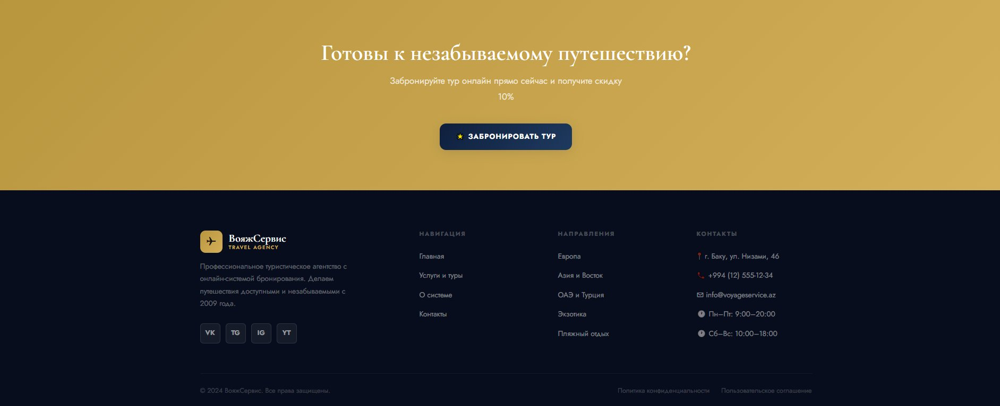 Готовы к незабываемому путешествию?
Забронируйте тур онлайн прямо сейчас и получите скидку
10%
ЗАБРОНИРОВАТЬ ТУР
ВояжСервис
TRAVEL AGENCY
Профессиональное туристическое агентство с
онлайн-системой бронирования. Делаем
путешествия доступными и незабываемыми с
2009 года.
VK TG IG YT
НАВИГАЦИЯ
Главная
Услуги и туры
О системе
Контакты
НАПРАВЛЕНИЯ
Европа
Азия и Восток
ОАЭ и Турция
Экзотика
Пляжный отдых
КОНТАКТЫ
г. Баку, ул. Низами, 46
+994 (12) 555-12-34
info@voyageservice.az
Пн–Пт: 9:00–20:00
Сб–Вс: 10:00–18:00
© 2024 ВояжСервис. Все права защищены.
Политика конфиденциальности Пользовательское соглашение